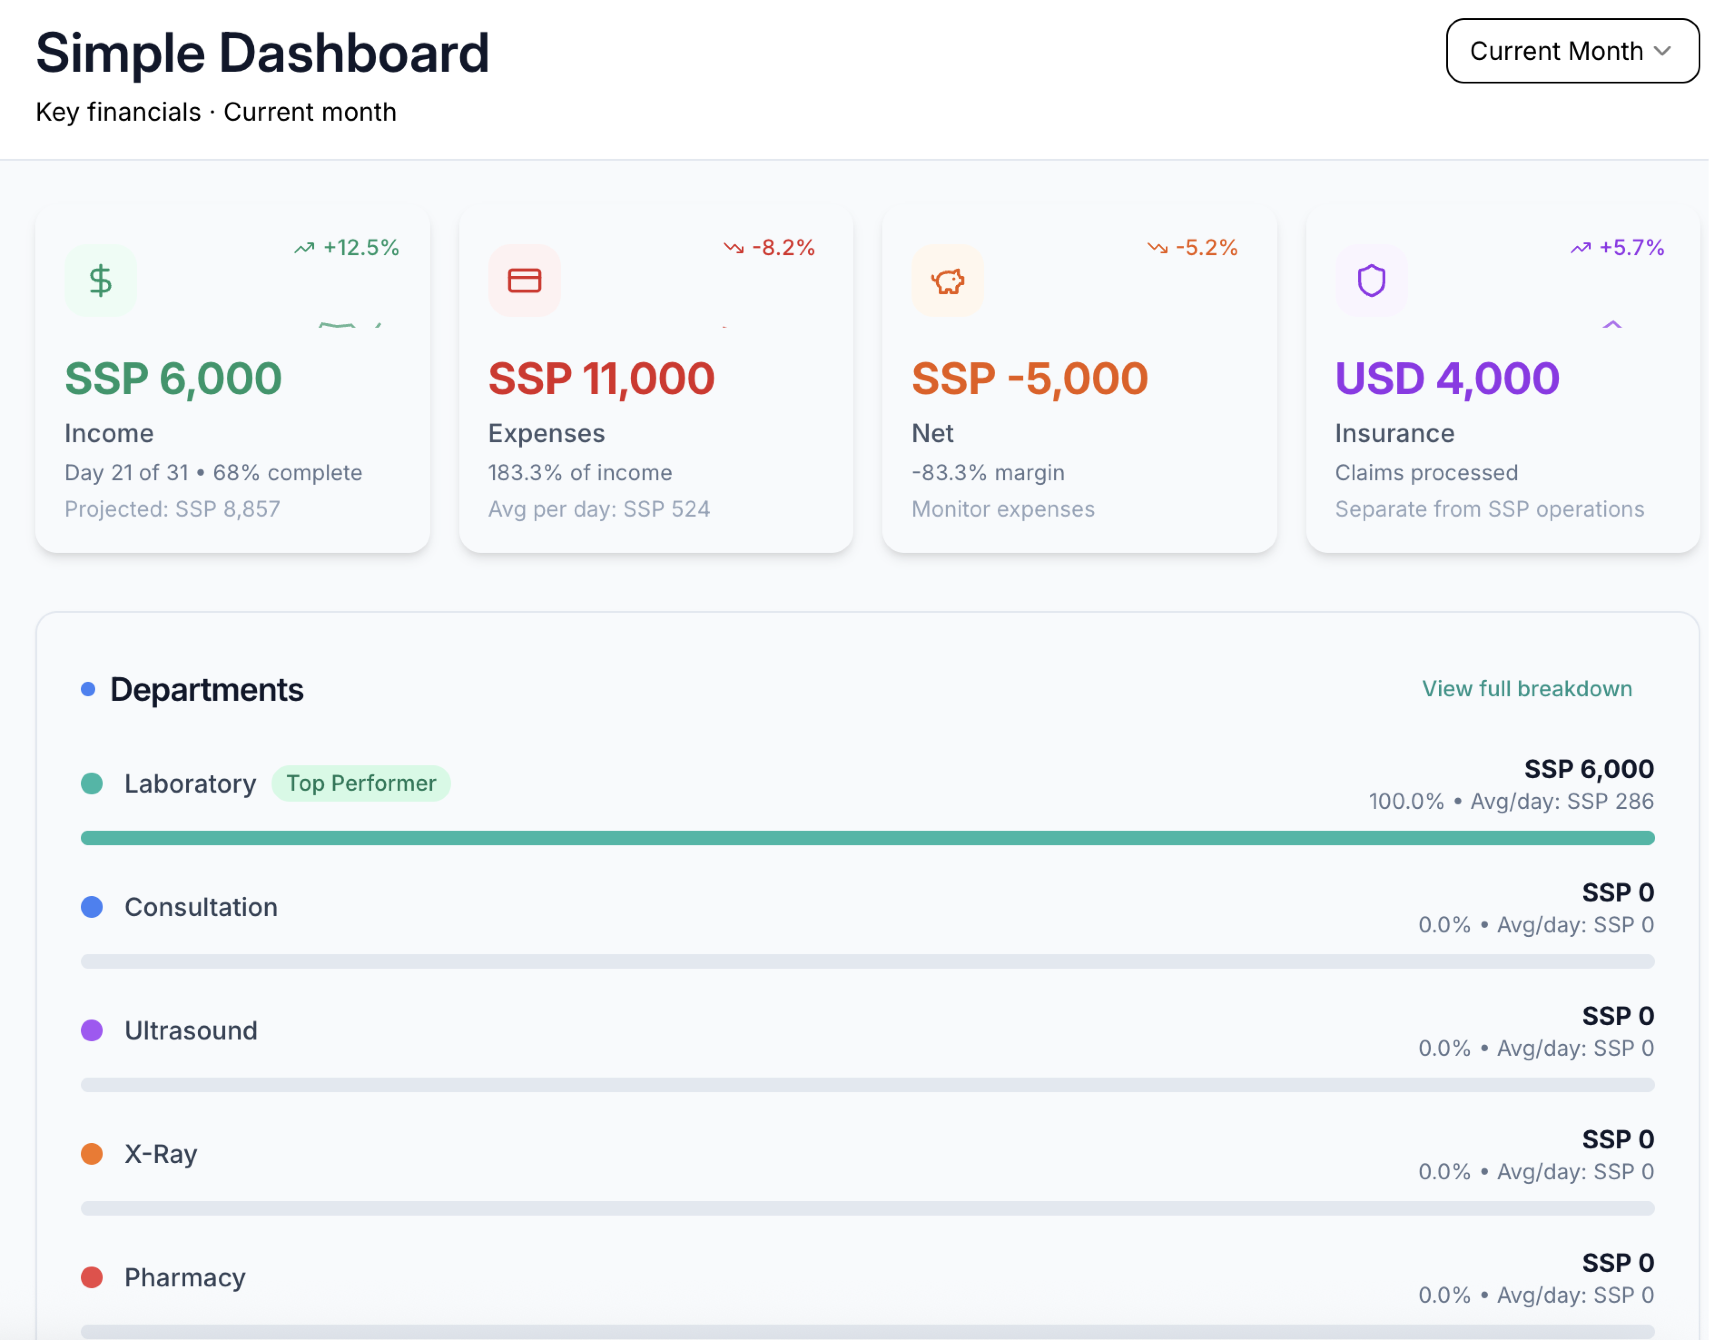 Simple Dashboard
Current Month
Key financials · Current month
+12.5%
SSP 6,000
Income
Day 21 of 31 • 68% complete
Projected: SSP 8,857
-8.2%
SSP 11,000
Expenses
183.3% of income
Avg per day: SSP 524
-5.2%
SSP -5,000
Net
-83.3% margin
Monitor expenses
+5.7%
USD 4,000
Insurance
Claims processed
Separate from SSP operations
Departments
View full breakdown
Laboratory Top Performer
SSP 6,000
100.0% • Avg/day: SSP 286
Consultation
SSP 0
0.0% • Avg/day: SSP 0
Ultrasound
SSP 0
0.0% • Avg/day: SSP 0
X-Ray
SSP 0
0.0% • Avg/day: SSP 0
Pharmacy
SSP 0
0.0% • Avg/day: SSP 0